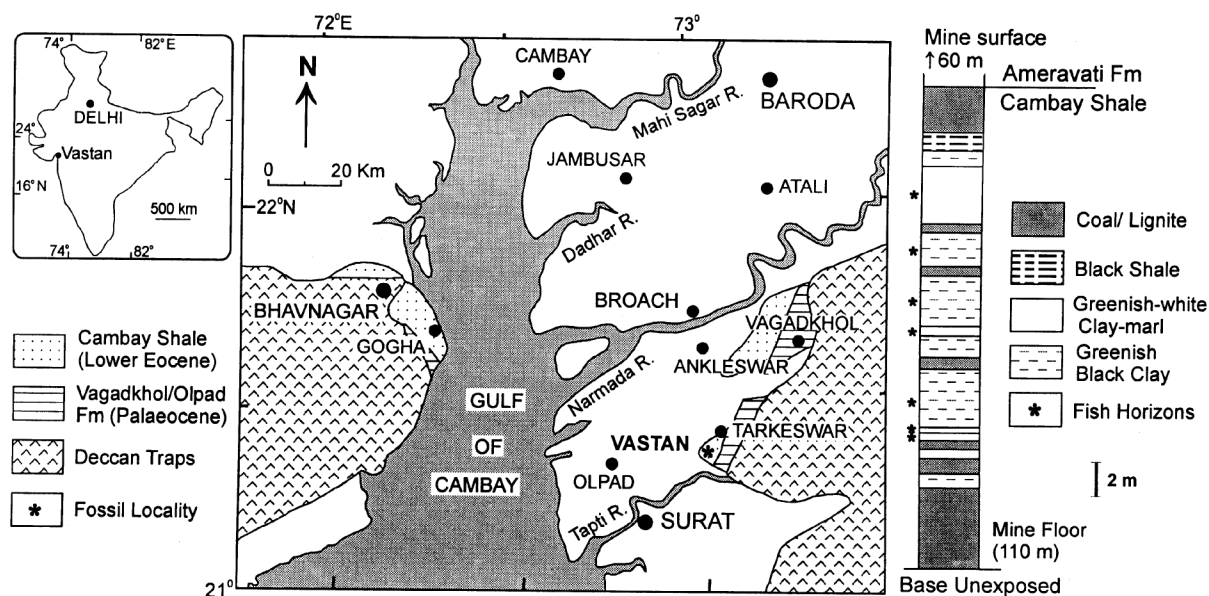 74°
82°E
DELHI
24°
Vastan
16°N
500 km
74°
82°
72°E
73°
N
0 20 Km
22°N
21°
CAMBAY
Mahi Sagar R.
BARODA
JAMBUSAR
ATALI
Dadhar R.
BHAVNAGAR
GOGHA
BROACH
VAGADKHOL
ANKLESWAR
Narmada R.
GULF
OF
CAMBAY
VASTAN
TARKESWAR
OLPAD
Tapti R.
SURAT
Cambay Shale
(Lower Eocene)
Vagadkhol/Olpad
Fm (Palaeocene)
Deccan Traps
* Fossil Locality
Mine surface
↑60 m
Ameravati Fm
Cambay Shale
Coal/ Lignite
Black Shale
Greenish-white
Clay-marl
Greenish
Black Clay
* Fish Horizons
2 m
Mine Floor
(110 m)
Base Unexposed